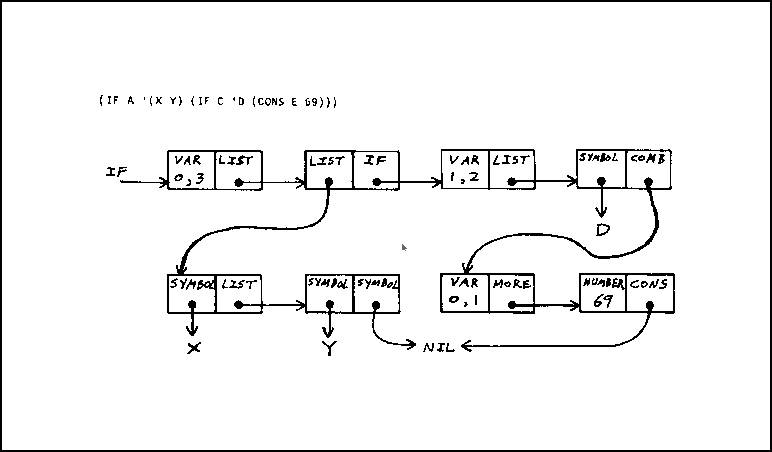 (IF A '(X Y) (IF C 'D (CONS E 69)))
IF VAR LIST LIST IF VAR LIST SYMBOL COMB
0,3 1,2
D
SYMBOL LIST SYMBOL SYMBOL VAR MORE NUMBER CONS
0,1 69
X Y NIL